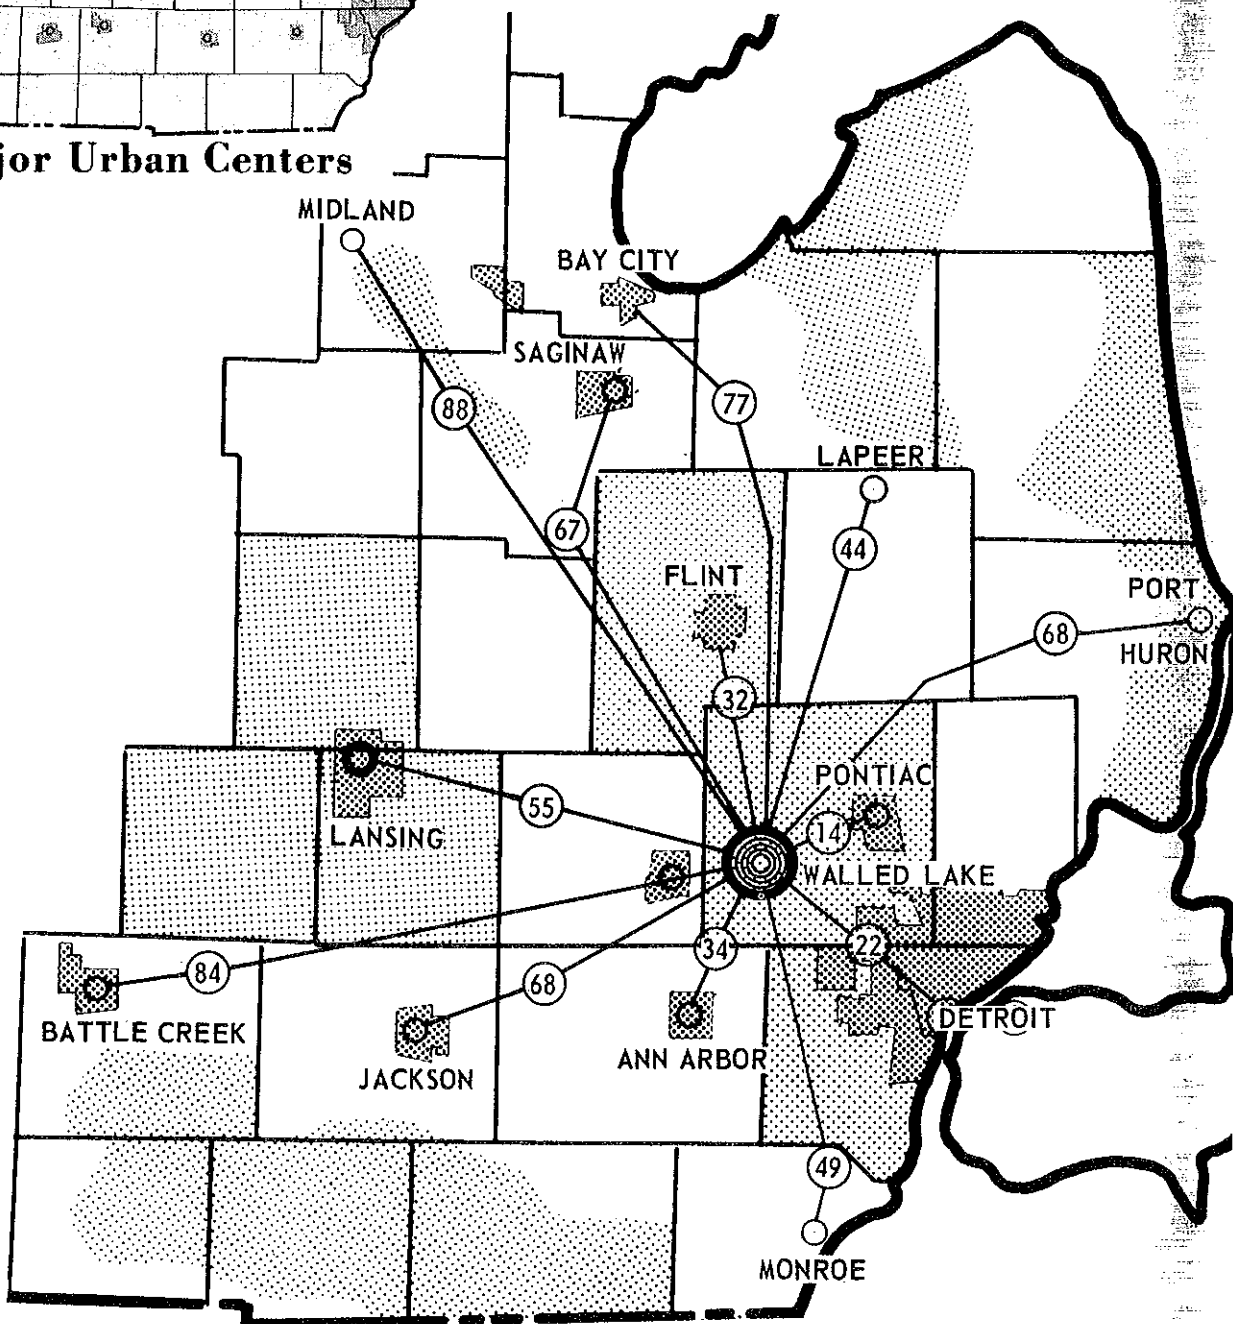 jor Urban Centers
MIDLAND
BAY CITY
SAGINAW
88
77
LAPEER
67
44
FLINT
PORT
HURON
68
32
PONTIAC
55
14
LANSING
WALLED LAKE
34
22
84
68
BATTLE CREEK
DETROIT
ANN ARBOR
JACKSON
49
MONROE